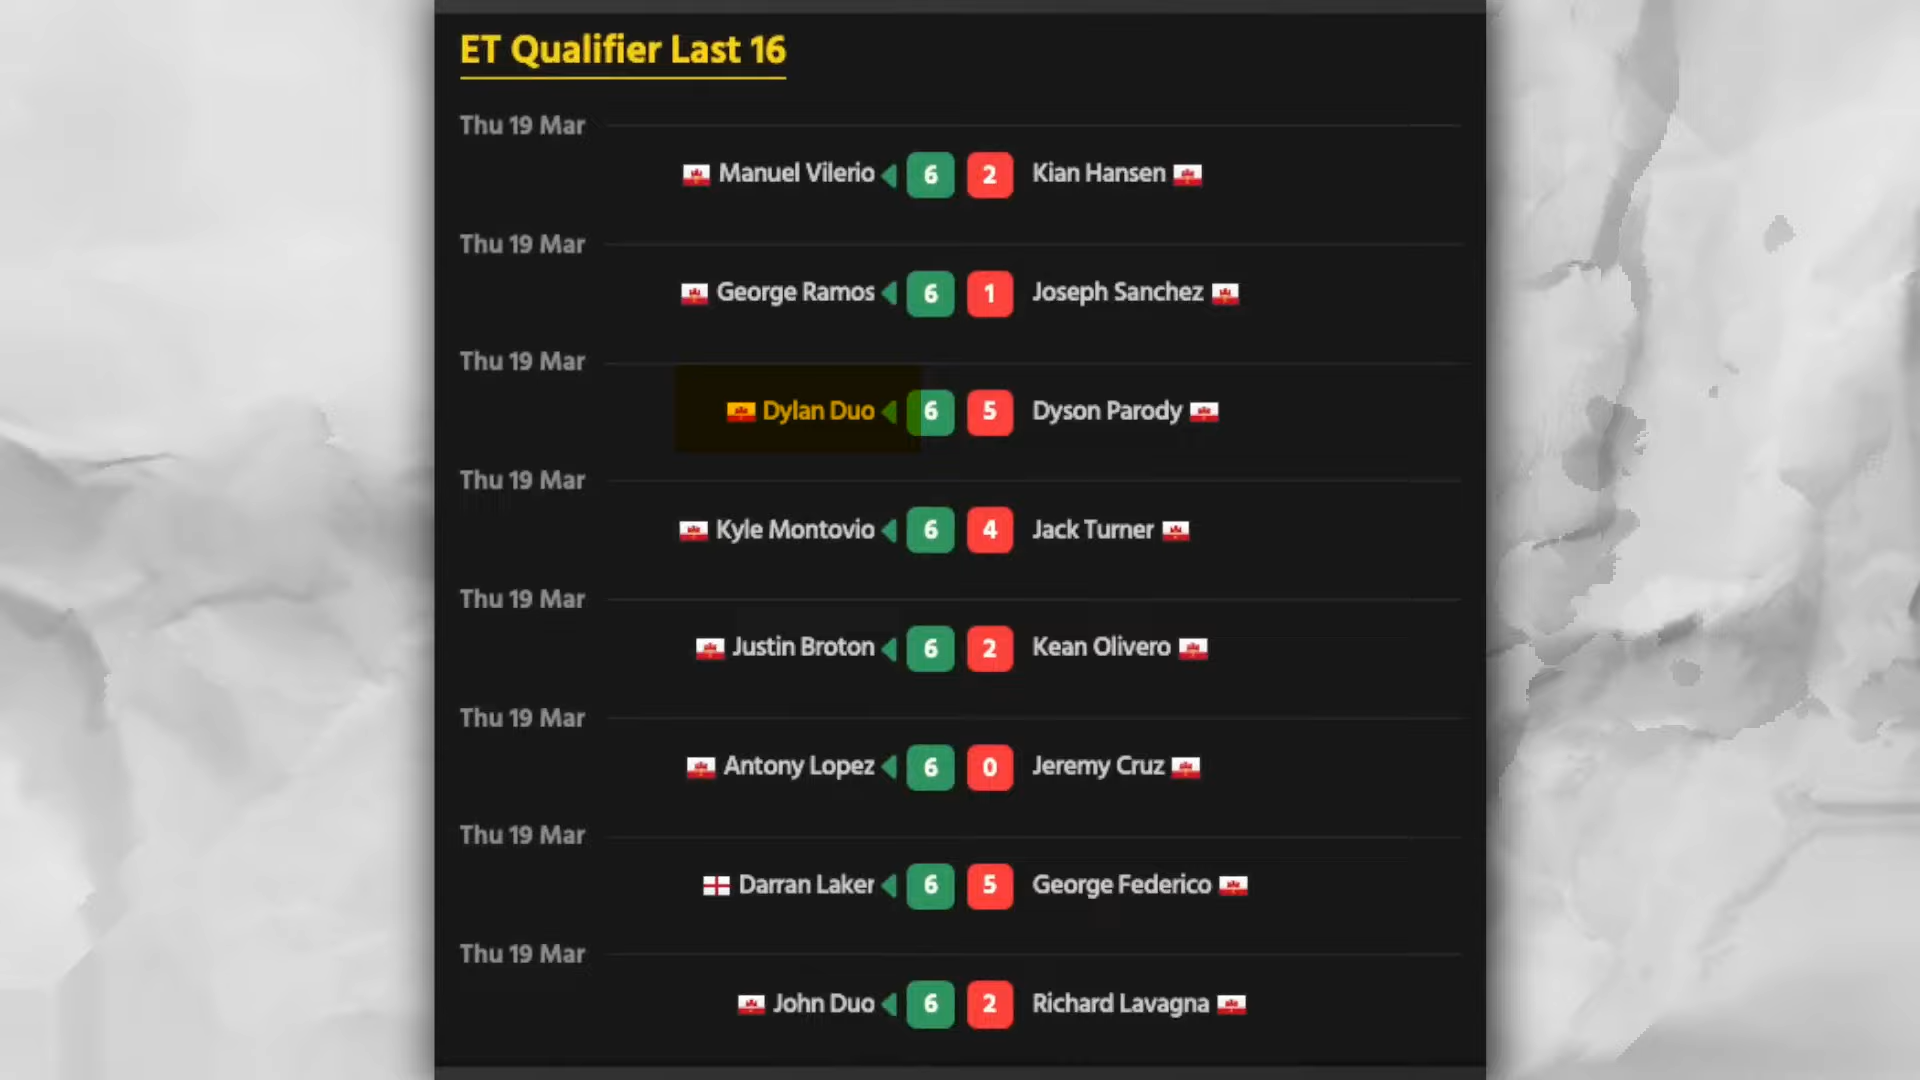 ET Qualifier Last 16
Thu 19 Mar
Manuel Vilerio 6 2 Kian Hansen
Thu 19 Mar
George Ramos 6 1 Joseph Sanchez
Thu 19 Mar
Dylan Duo 6 5 Dyson Parody
Thu 19 Mar
Kyle Montovio 6 4 Jack Turner
Thu 19 Mar
Justin Broton 6 2 Kean Olivero
Thu 19 Mar
Antony Lopez 6 0 Jeremy Cruz
Thu 19 Mar
Darran Laker 6 5 George Federico
Thu 19 Mar
John Duo 6 2 Richard Lavagna